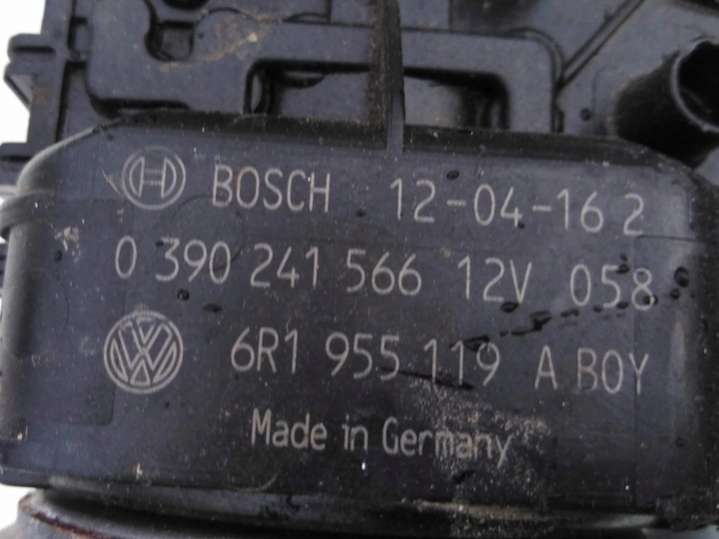 BOSCH 12-04-16 2
0 390 241 566 12V 058
6R1 955 119 A BOY
Made in Germany